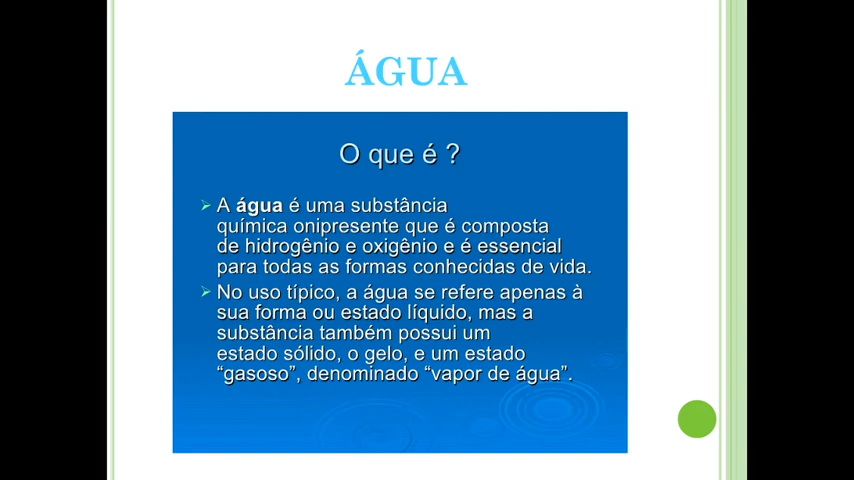 ÁGUA
O que é ?
A água é uma substância
química onipresente que é composta
de hidrogênio e oxigênio e é essencial
para todas as formas conhecidas de vida.
No uso típico, a água se refere apenas à
sua forma ou estado líquido, mas a
substância também possui um
estado sólido, o gelo, e um estado
“gasoso”, denominado “vapor de água”.